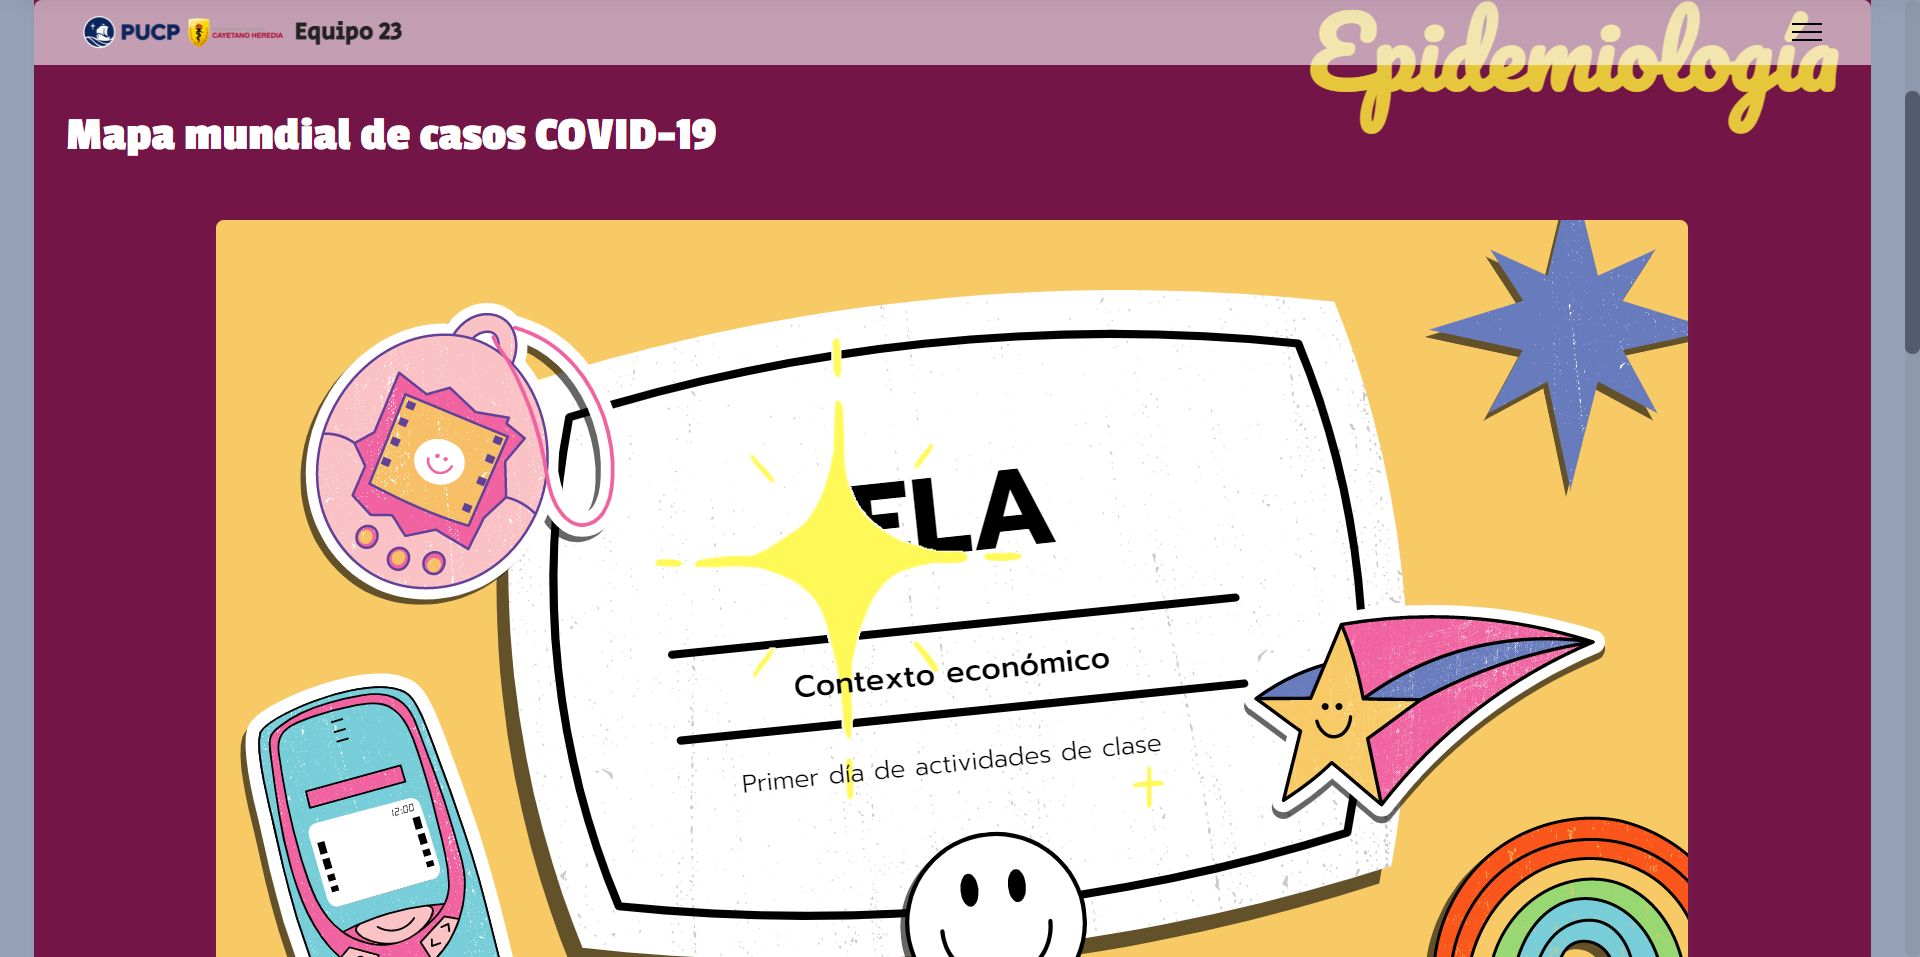 PUCP CAYETANO HEREDIA Equipo 23
Epidemiología
Mapa mundial de casos COVID-19
ELA
Contexto económico
Primer día de actividades de clase
12:00